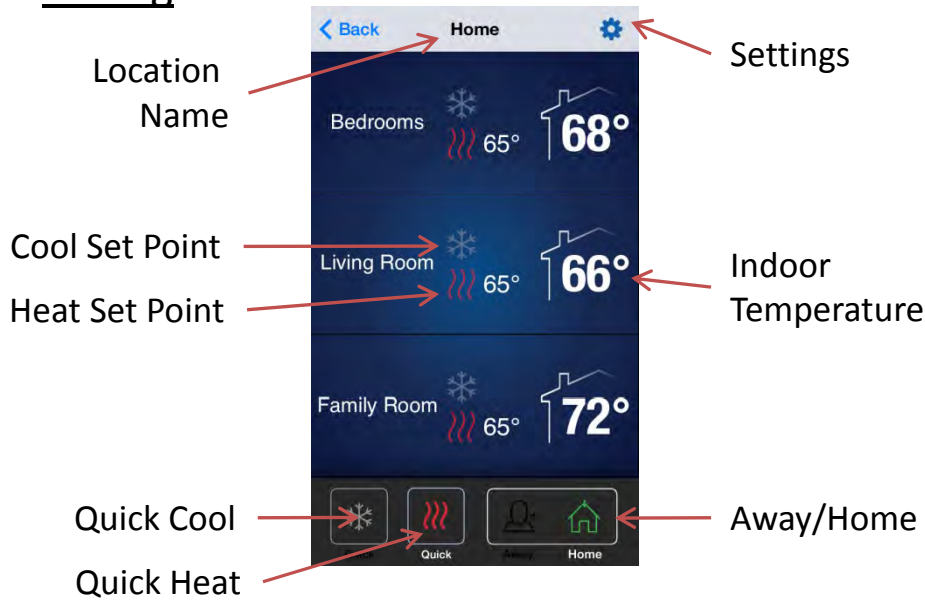 Back
Home
Settings
Location
Name
Bedrooms
65°
68°
Cool Set Point
Living Room
65°
66°
Heat Set Point
Indoor
Temperature
Family Room
65°
72°
Quick Cool
Away/Home
Quick
Away
Home
Quick Heat